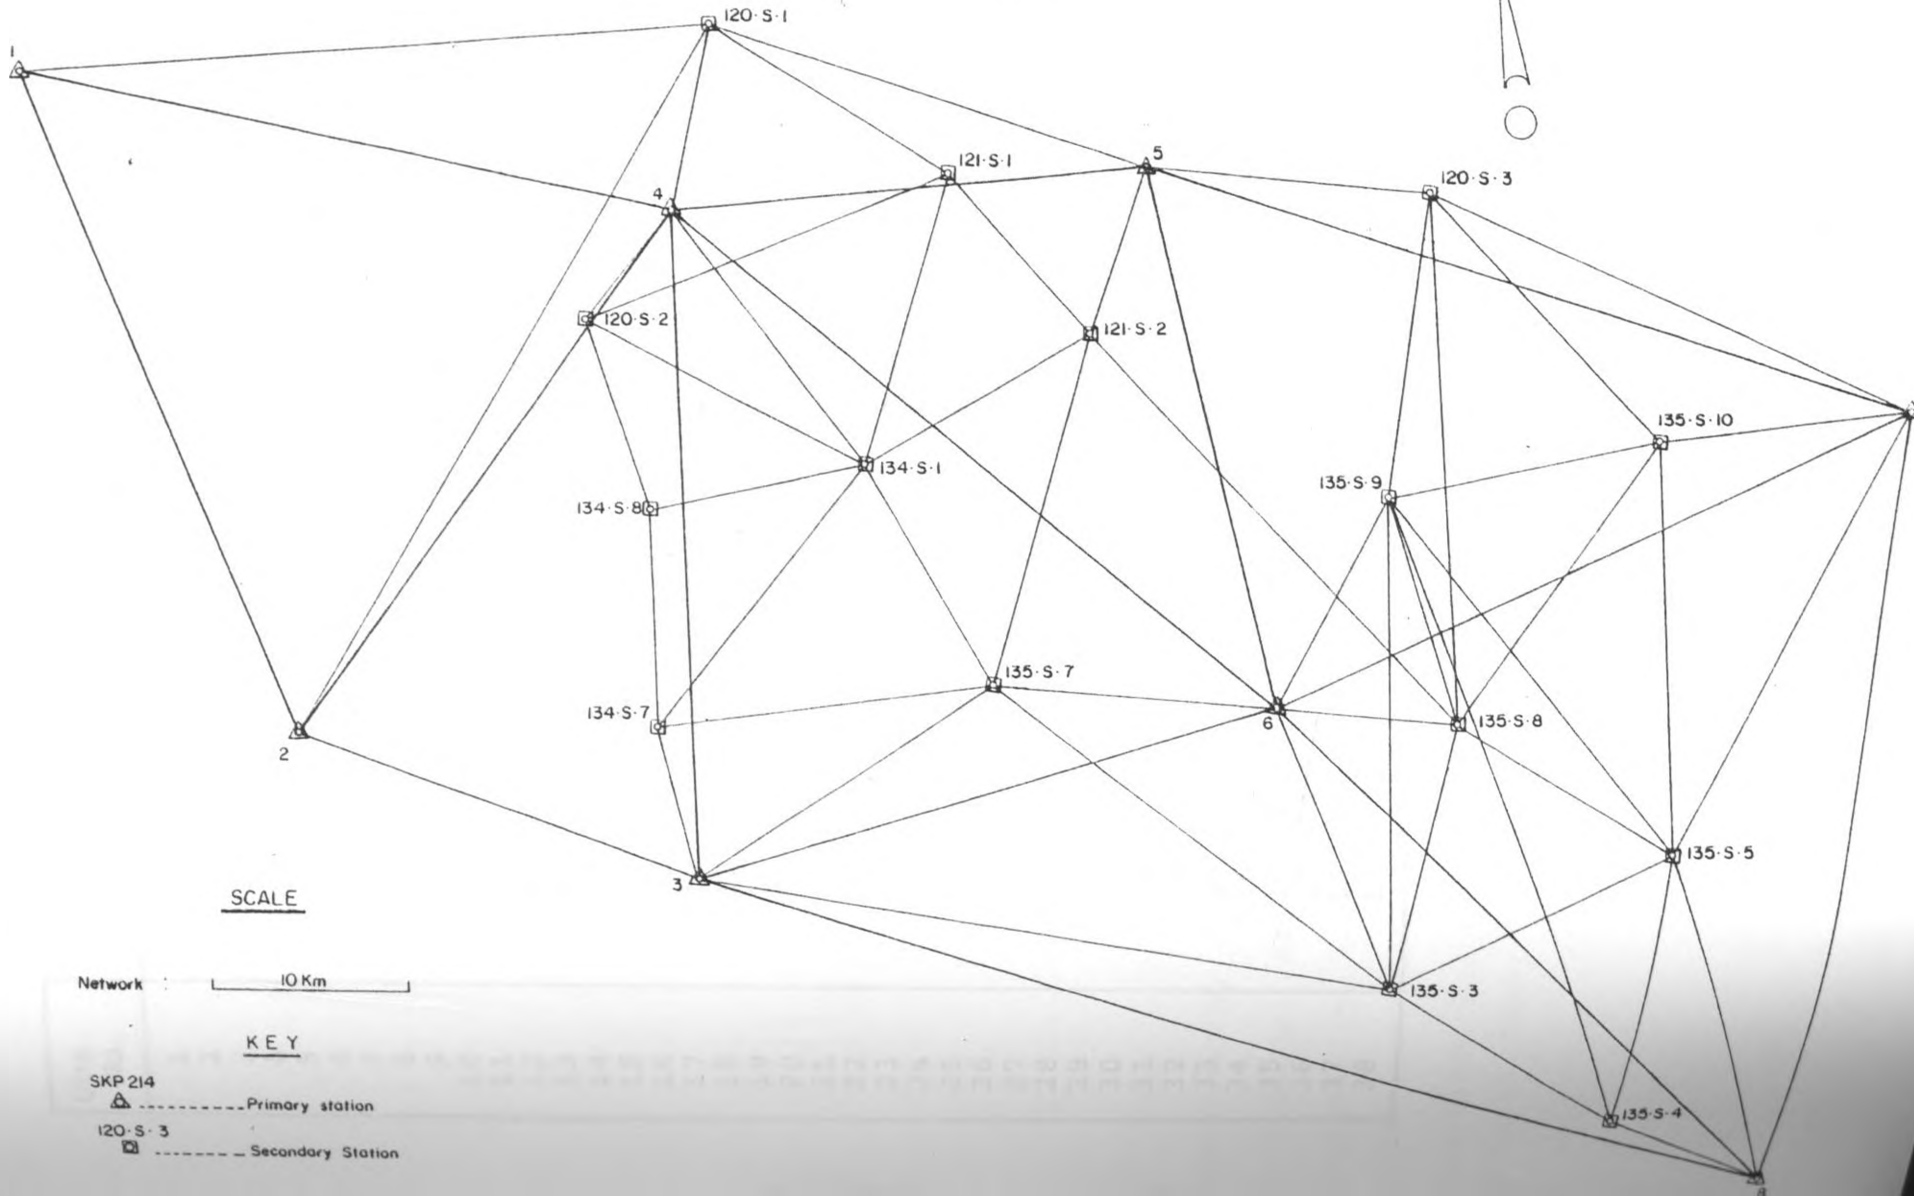 120·S·1
1
5
121·S·1
120·S·3
4
120·S·2
121·S·2
135·S·10
134·S·1
135·S·9
134·S·8
135·S·7
134·S·7
6
135·S·8
2
135·S·5
3
SCALE
135·S·3
Network : 10 Km
KEY
SKP 214
----------Primary station
135·S·4
120·S·3
-------- Secondary Station
8